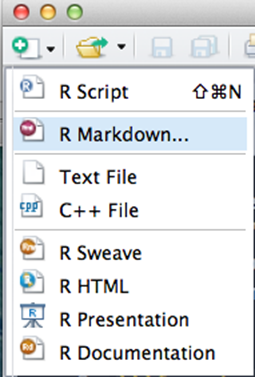 R Script ⇧⌘N
R Markdown...
Text File
cpp C++ File
R Sweave
R HTML
R Presentation
R Documentation